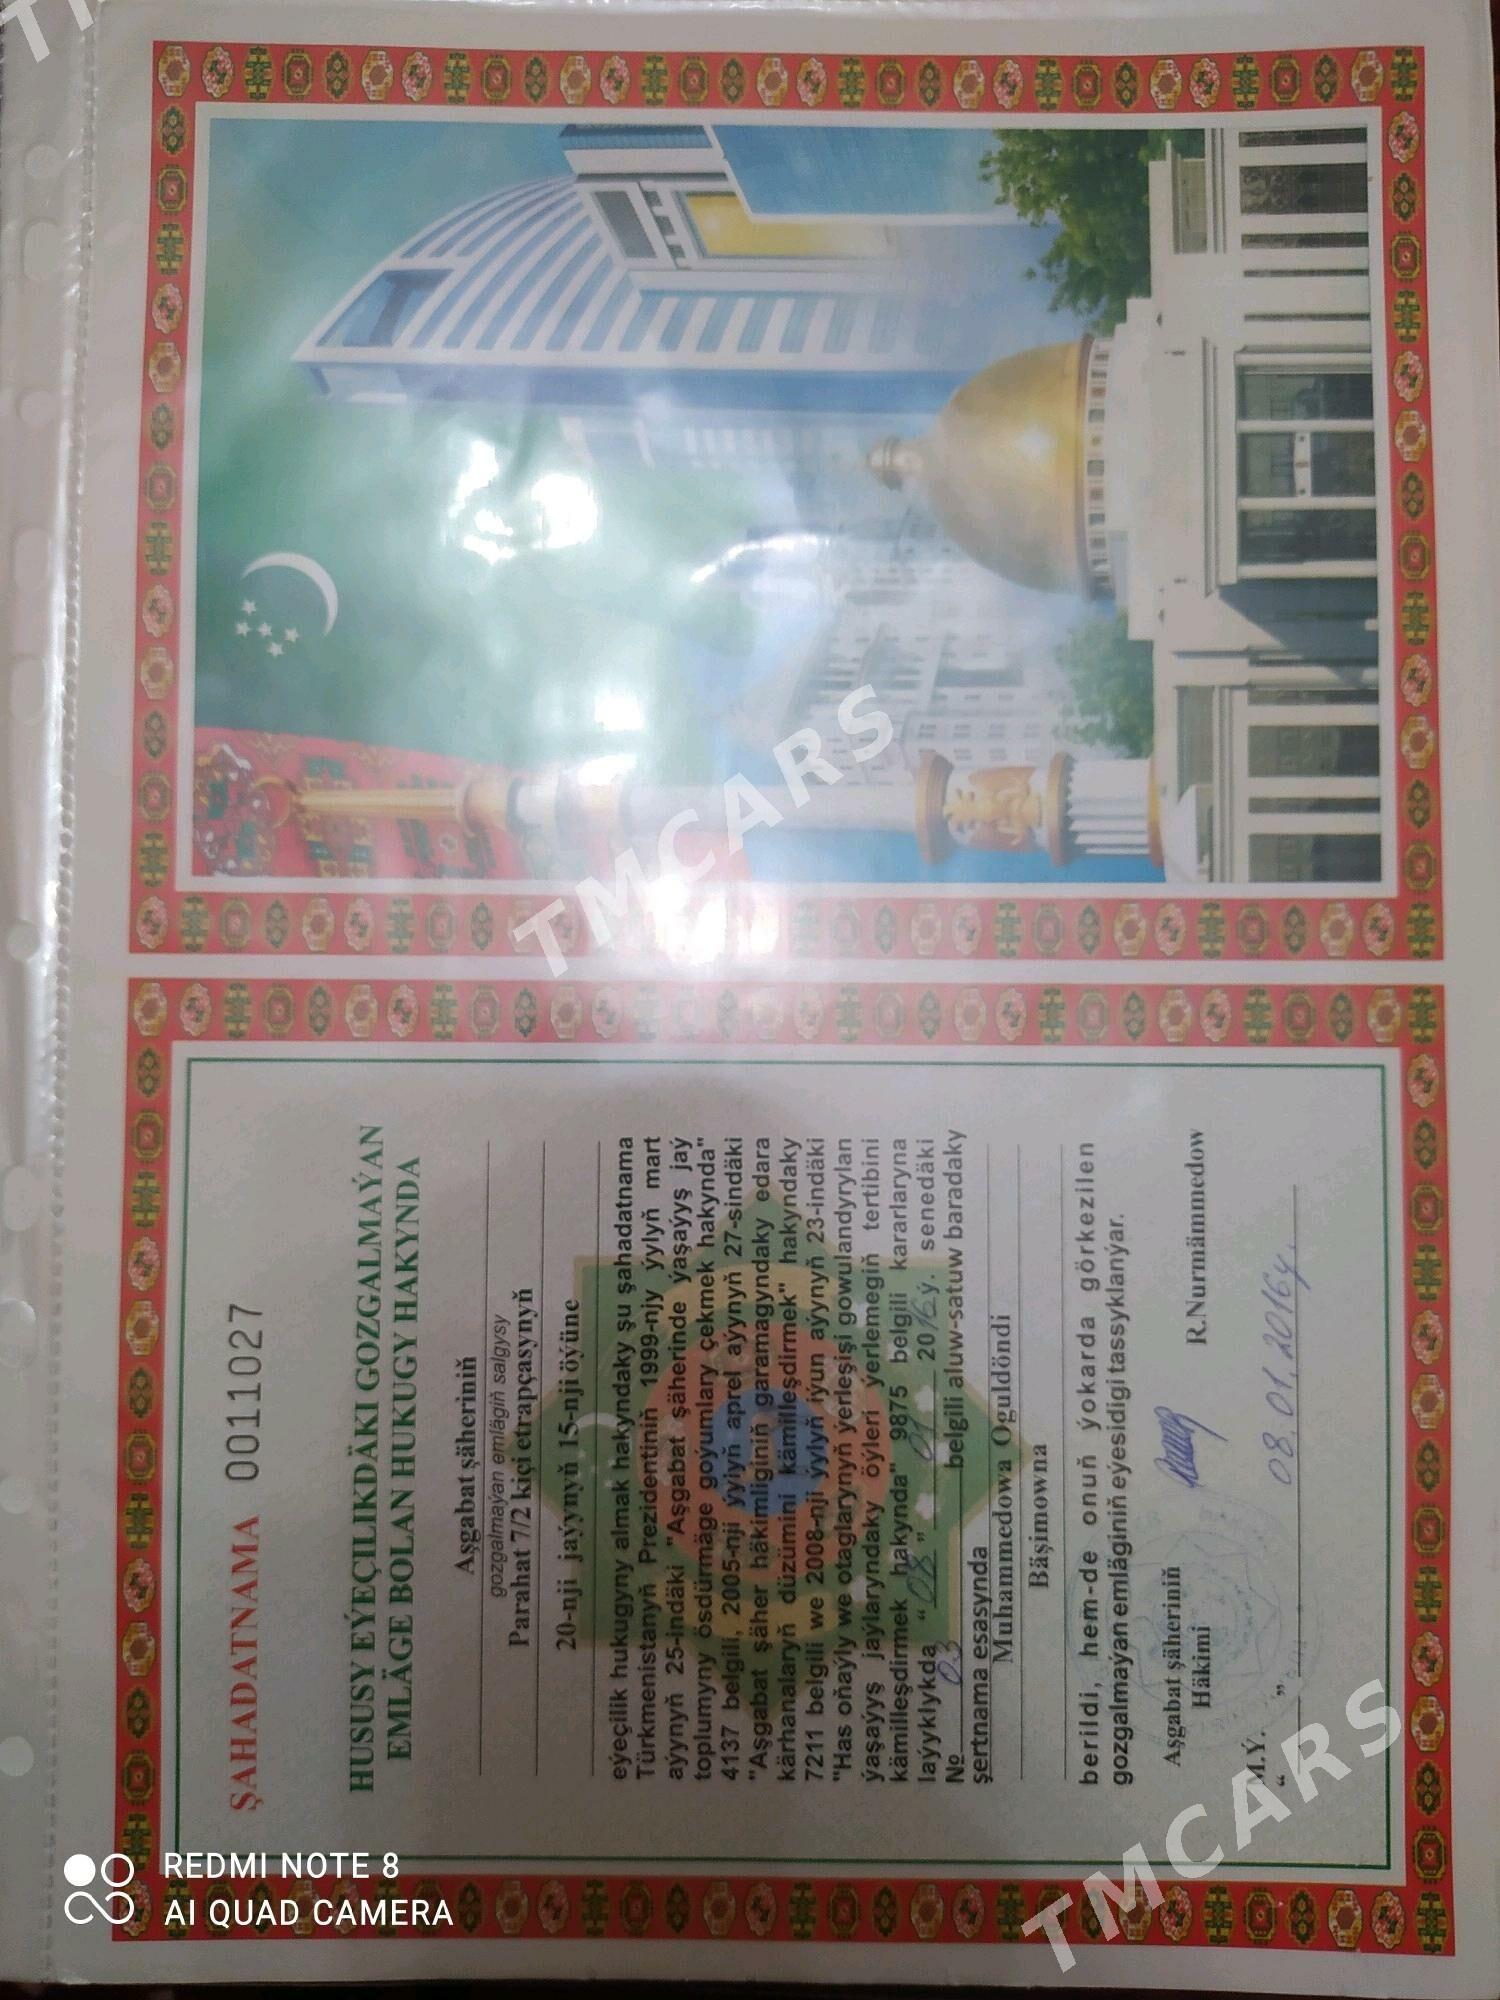 ŞAHADATNAMA 0011027
HUSUSY EÝEÇILIKDÄKI GOZGALMAÝAN
EMLÄGE BOLAN HUKUGY HAKYNDA
Aşgabat şäheriniň
gozgalmaýan emlägiň salgysy
Parahat 7/2 kiçi etrapçasynyň
20-nji jaýynyň 15-nji öýüne
eýeçilik hukugyny almak hakyndaky şu şahadatnama
Türkmenistanyň Prezidentiniň 1999-njy ýylyň mart
aýynyň 25-indäki "Aşgabat şäherinde ýaşaýyş jaý
toplumyny ösdürmäge goýumlary çekmek hakynda"
4137 belgili, 2005-nji ýylyň aprel aýynyň 27-sindäki
"Aşgabat şäher häkimliginiň garamagyndaky edara
kärhanalaryň düzümini kämilleşdirmek" hakyndaky
7211 belgili we 2008-nji ýylyň iýun aýynyň 23-indäki
"Has oňaýly we otaglarynyň ýerleşişi gowulandyrylan
ýaşaýyş jaýlaryndaky öýleri ýerlemegiň tertibini
kämilleşdirmek hakynda" 9875 belgili kararlaryna
laýyklykda "08" 01 2016ý. senedäki
№ 03 belgili aluw-satuw baradaky
şertnama esasynda
Muhammedowa Oguldöndi
Bäşimowna
berildi, hem-de onuň ýokarda görkezilen
gozgalmaýan emläginiň eýesidigi tassyklanýar.
Aşgabat şäheriniň
Häkimi R.Nurmämmedow
M.Ý.
" " 08.01.2016ý.
TMCARS
TMCARS
REDMI NOTE 8
AI QUAD CAMERA